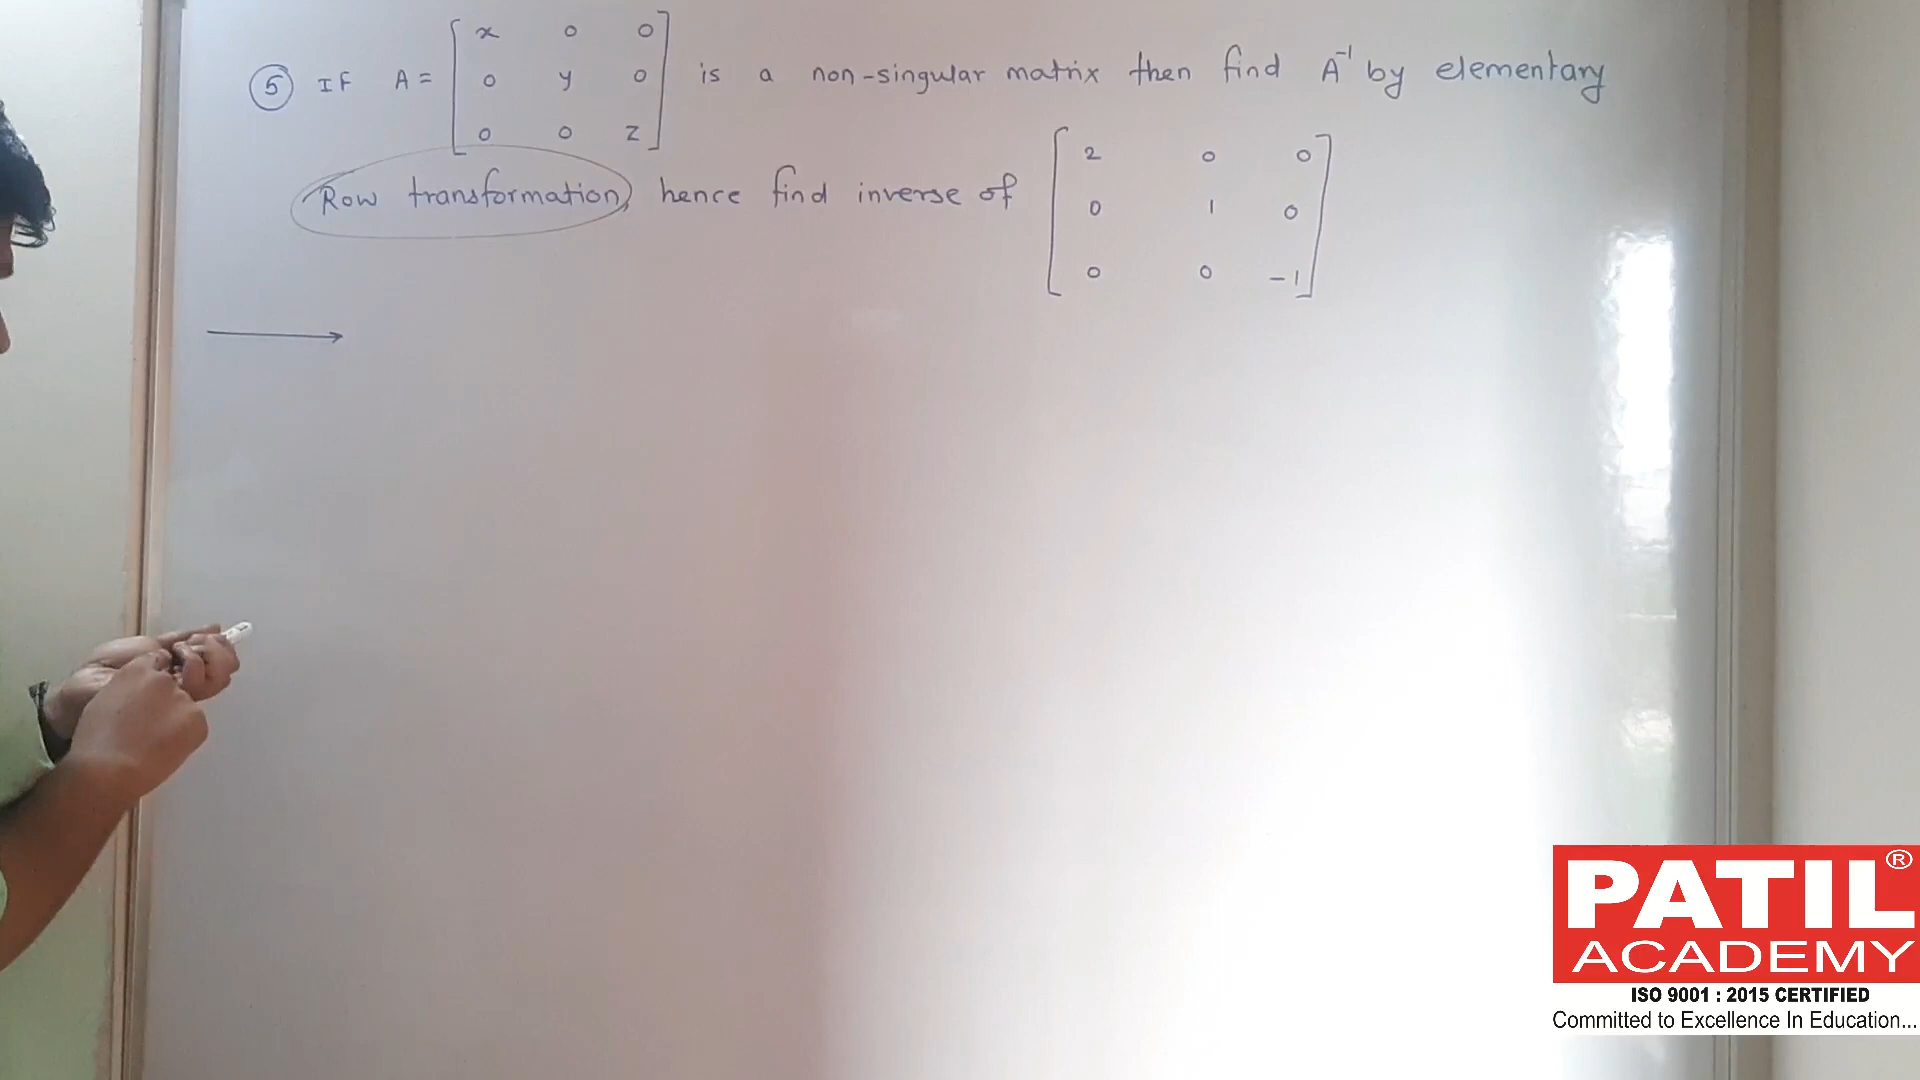 ⑤ IF A = [ x 0 0
0 y 0
0 0 z ] is a non-singular matrix then find A⁻¹ by elementary
Row transformation hence find inverse of [ 2 0 0
0 1 0
0 0 -1 ]
PATIL®
ACADEMY
ISO 9001 : 2015 CERTIFIED
Committed to Excellence In Education...